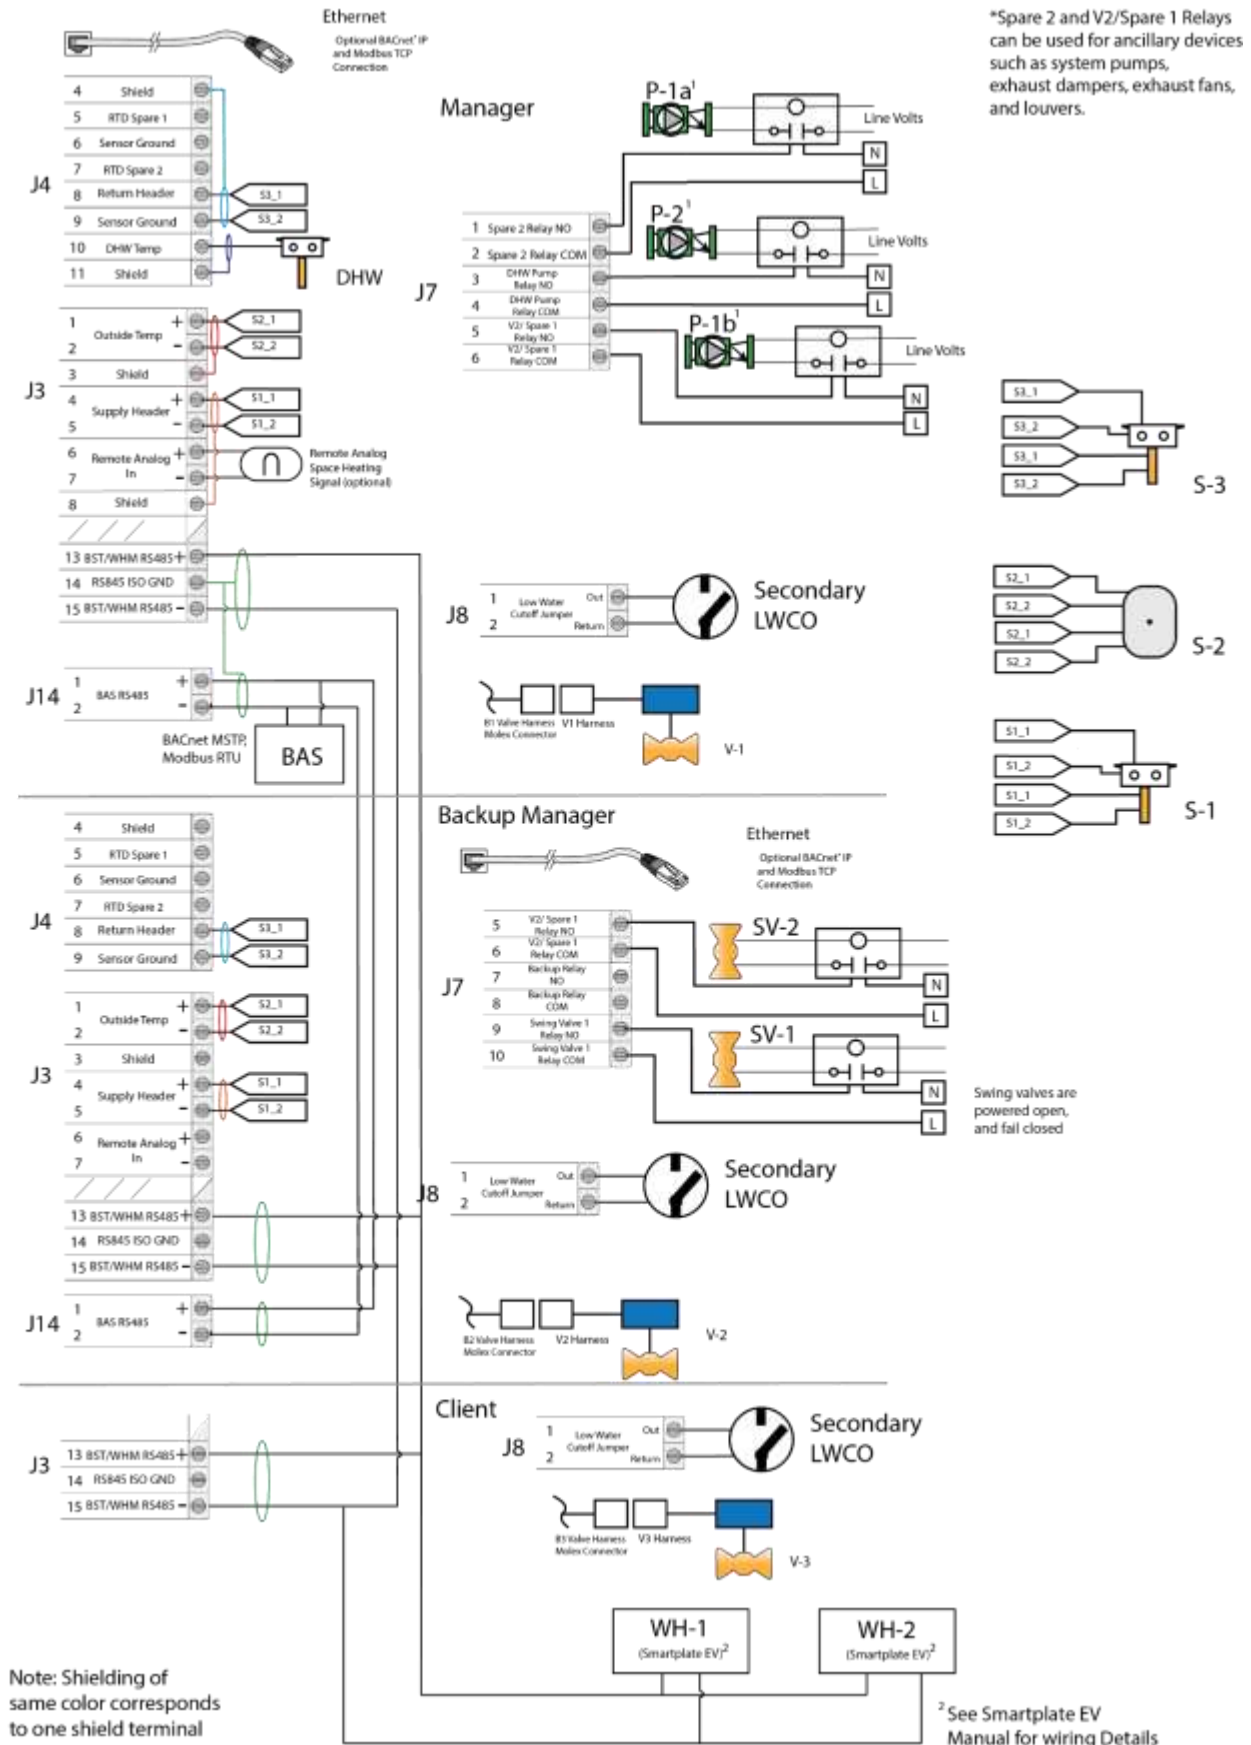 Ethernet
Optional BACnet® IP
and Modbus TCP
Connection
*Spare 2 and V2/Spare 1 Relays
can be used for ancillary devices
such as system pumps,
exhaust dampers, exhaust fans,
and louvers.
Manager
J4
4 Shield
5 RTD Spare 1
6 Sensor Ground
7 RTD Spare 2
8 Return Header
9 Sensor Ground
10 DHW Temp
11 Shield
S3_1
S3_2
DHW
J3
1
Outside Temp
+
2
-
3 Shield
4
Supply Header
+
5
-
6
Remote Analog
In
+
7
-
8 Shield
S2_1
S2_2
S1_1
S1_2
Remote Analog
Space Heating
Signal (optional)
13 BST/WHM RS485 +
14 RS845 ISO GND
15 BST/WHM RS485 -
J14
1
BAS RS485
+
2
-
BACnet MSTP,
Modbus RTU
BAS
J7
1 Spare 2 Relay NO
2 Spare 2 Relay COM
3 DHW Pump
Relay NO
4 DHW Pump
Relay COM
5 V2/ Spare 1
Relay NO
6 V2/ Spare 1
Relay COM
P-1a¹
Line Volts
N
L
P-2¹
Line Volts
N
L
P-1b¹
Line Volts
N
L
J8
1 Low Water
Cutoff Jumper
2
Out
Return
Secondary
LWCO
B1 Valve Harness
Molex Connector
V1 Harness
V-1
S3_1
S3_2
S3_1
S3_2
S-3
S2_1
S2_2
S2_1
S2_2
S-2
S1_1
S1_2
S1_1
S1_2
S-1
Backup Manager
Ethernet
Optional BACnet® IP
and Modbus TCP
Connection
J4
4 Shield
5 RTD Spare 1
6 Sensor Ground
7 RTD Spare 2
8 Return Header
9 Sensor Ground
S3_1
S3_2
J3
1
Outside Temp
+
2
-
3 Shield
4
Supply Header
+
5
-
6
Remote Analog
In
+
7
-
S2_1
S2_2
S1_1
S1_2
13 BST/WHM RS485 +
14 RS845 ISO GND
15 BST/WHM RS485 -
J14
1
BAS RS485
+
2
-
J7
5 V2/ Spare 1
Relay NO
6 V2/ Spare 1
Relay COM
7 Backup Relay
NO
8 Backup Relay
COM
9 Swing Valve 1
Relay NO
10 Swing Valve 1
Relay COM
SV-2
N
L
SV-1
N
L
Swing valves are
powered open,
and fail closed
J8
1 Low Water
Cutoff Jumper
2
Out
Return
Secondary
LWCO
B2 Valve Harness
Molex Connector
V2 Harness
V-2
Client
J3
13 BST/WHM RS485 +
14 RS845 ISO GND
15 BST/WHM RS485 -
J8
1 Low Water
Cutoff Jumper
2
Out
Return
Secondary
LWCO
B3 Valve Harness
Molex Connector
V3 Harness
V-3
WH-1
(Smartplate EV)²
WH-2
(Smartplate EV)²
Note: Shielding of
same color corresponds
to one shield terminal
² See Smartplate EV
Manual for wiring Details